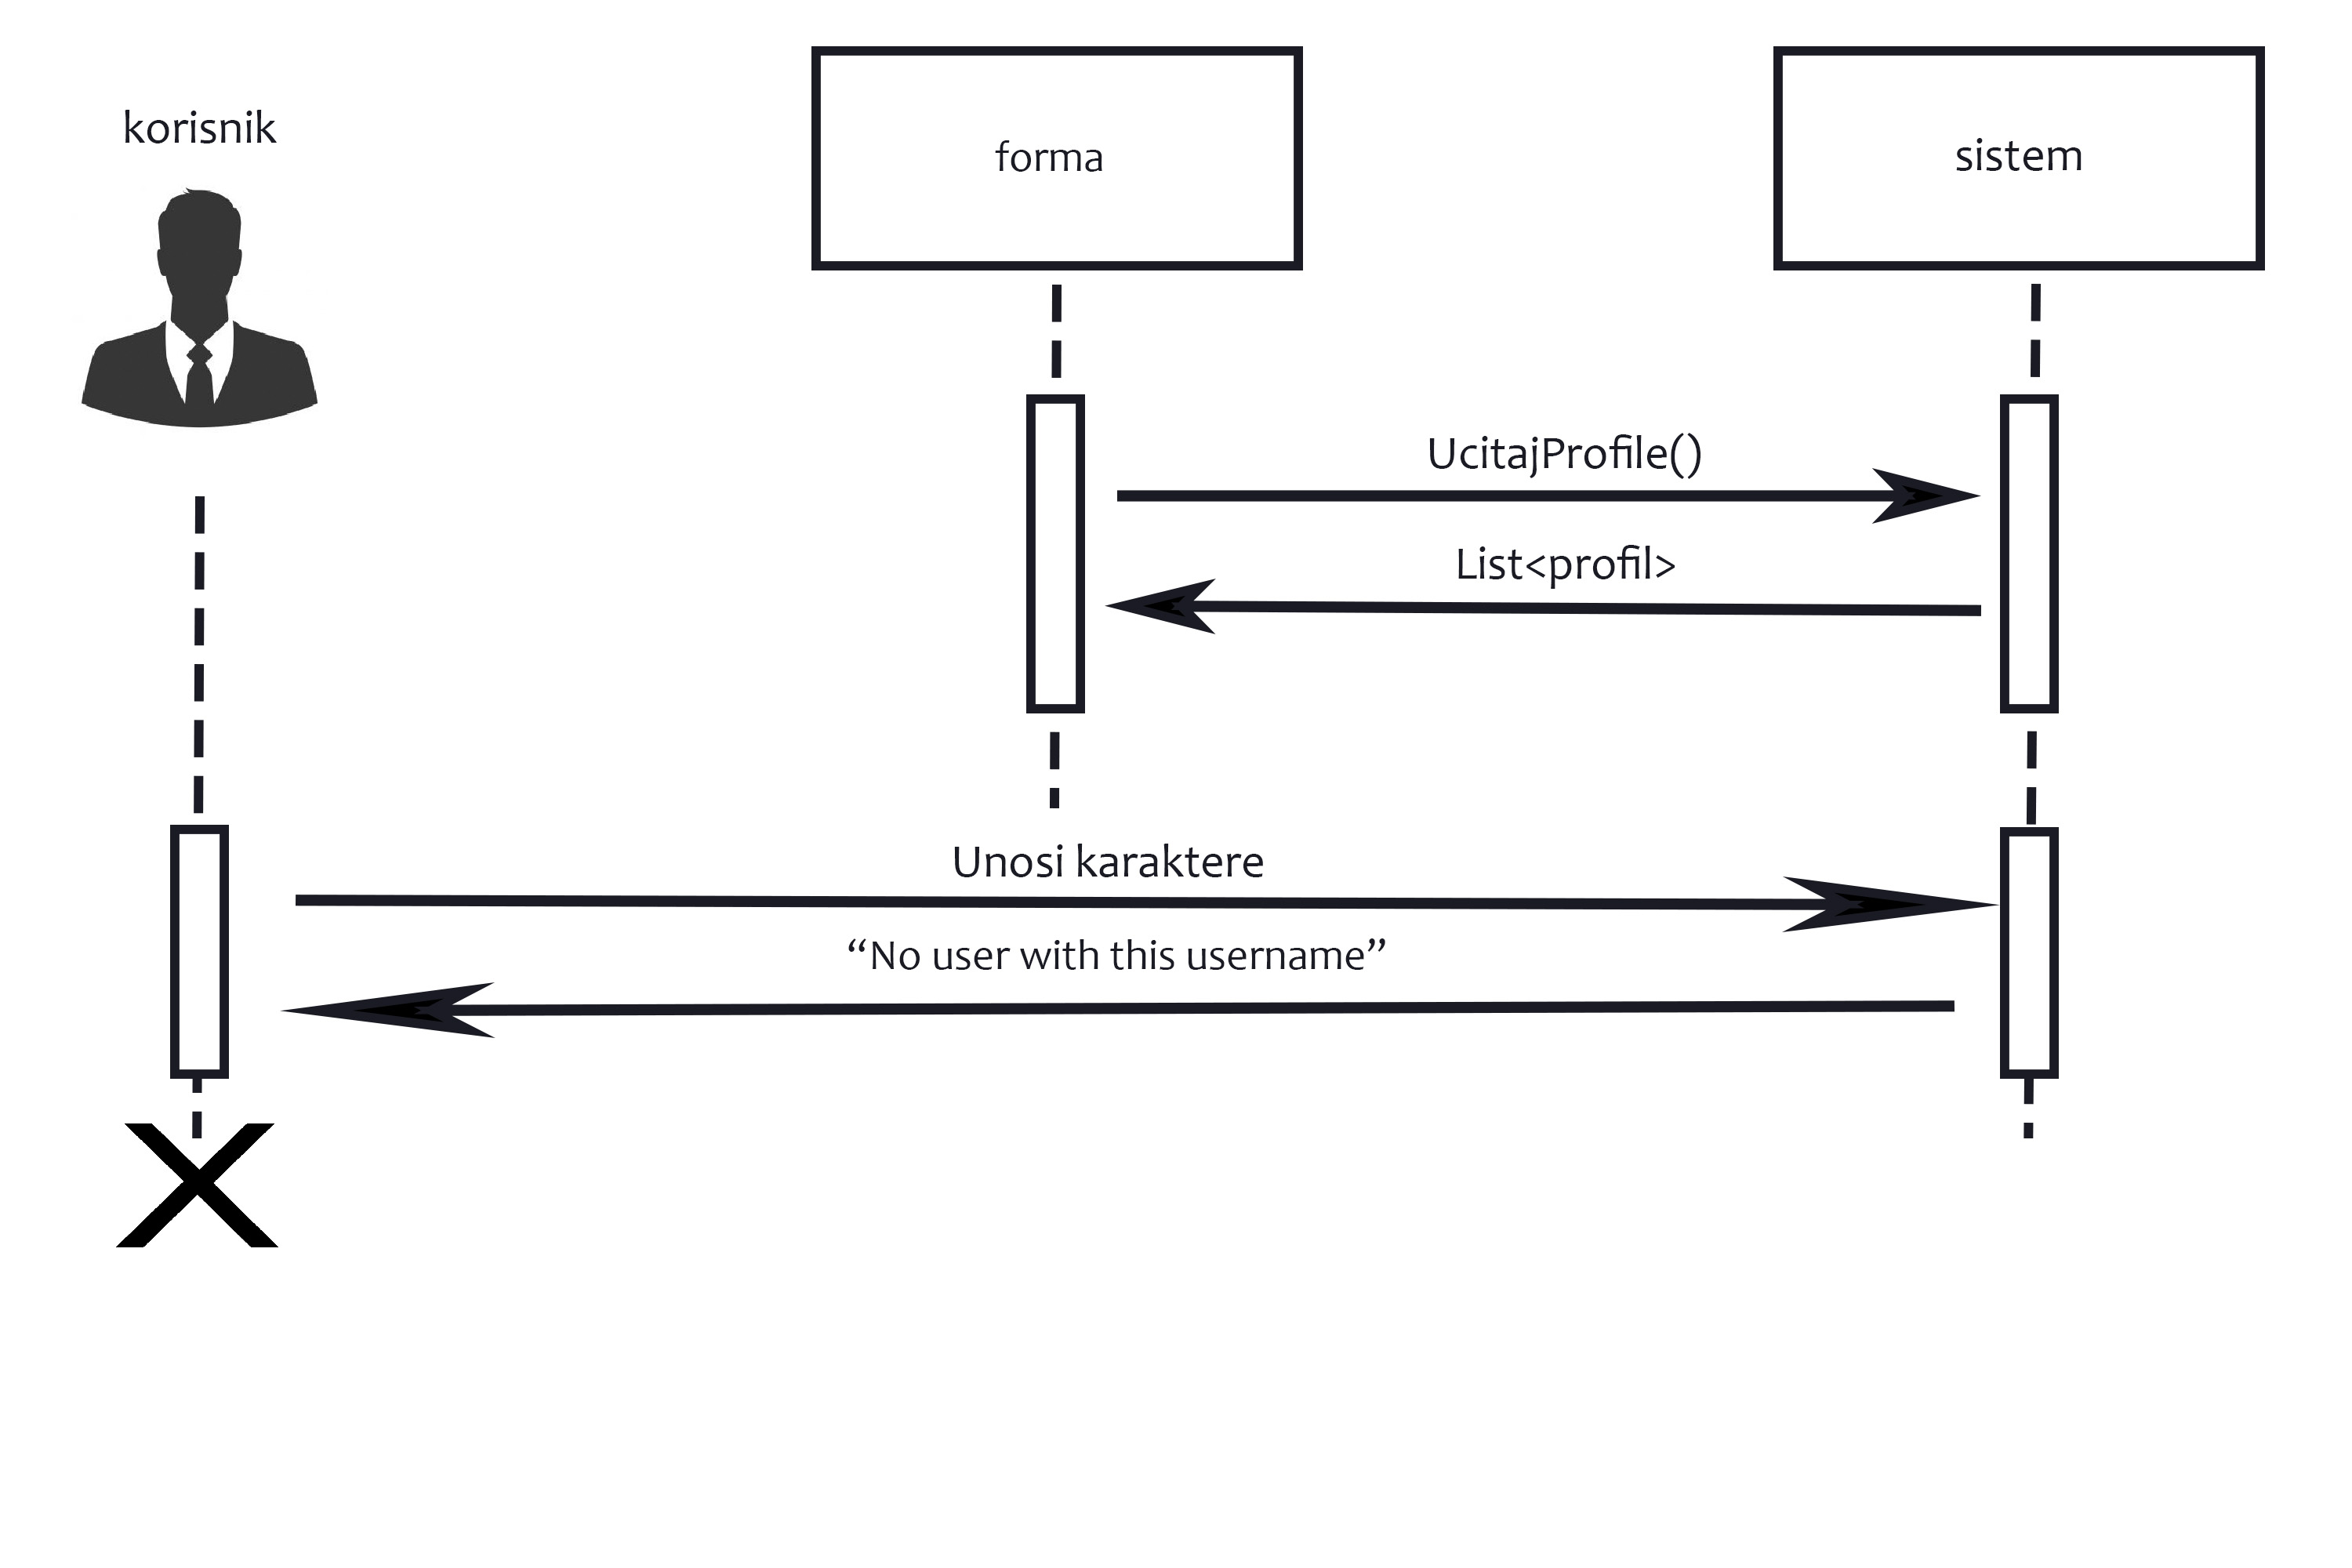 korisnik
forma
sistem
UcitajProfile()
List<profil>
Unosi karaktere
“No user with this username”